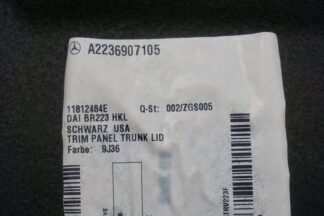 A2236907105
11812484E Q-St: 002/ZGS005
DAI BR223 HKL
SCHWARZ USA
TRIM PANEL TRUNK LID
Farbe: 9J36